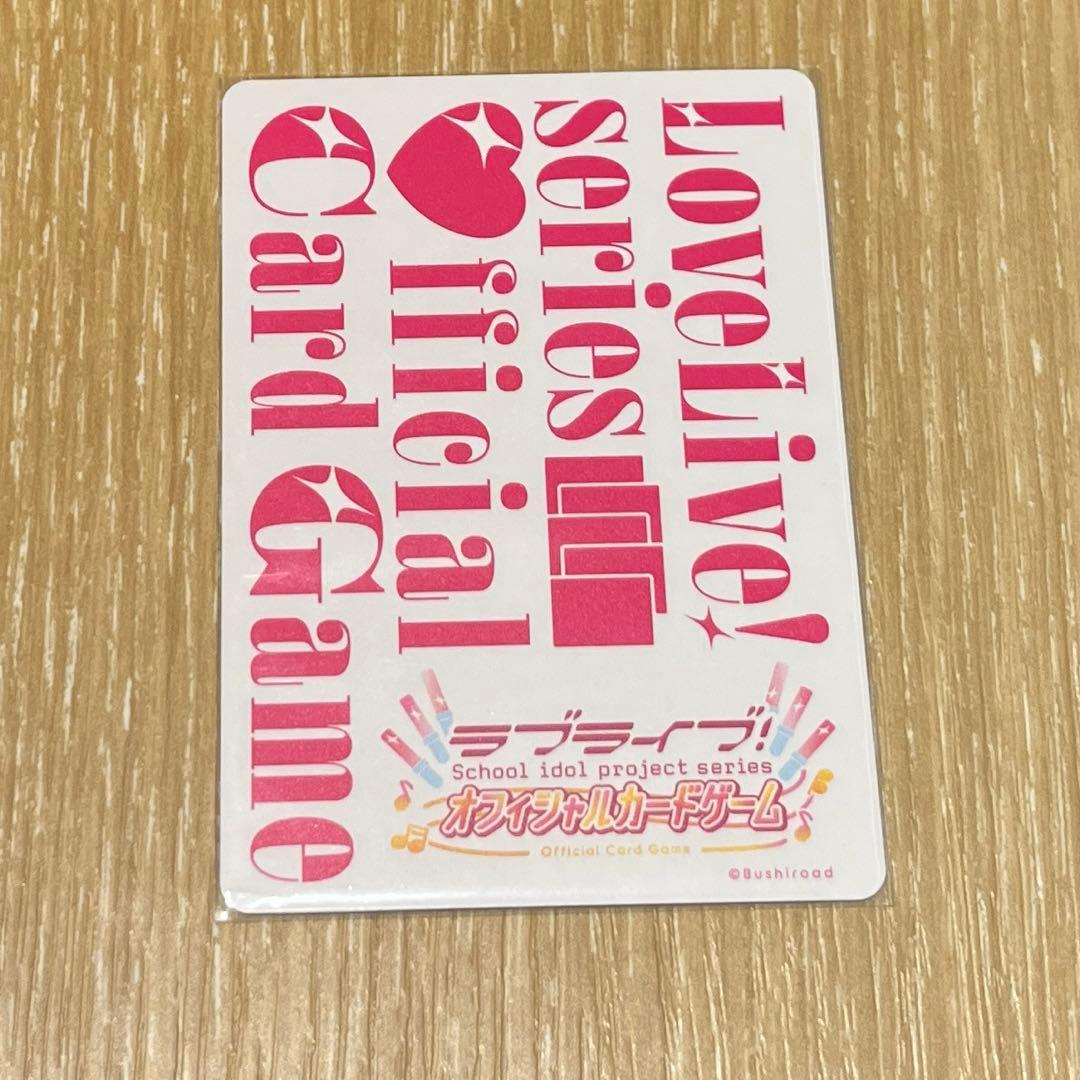 LoveLive!
series
♥fficial
Card Game
ラブライブ!
School idol project series
オフィシャルカードゲーム
Official Card Game
©Bushiroad